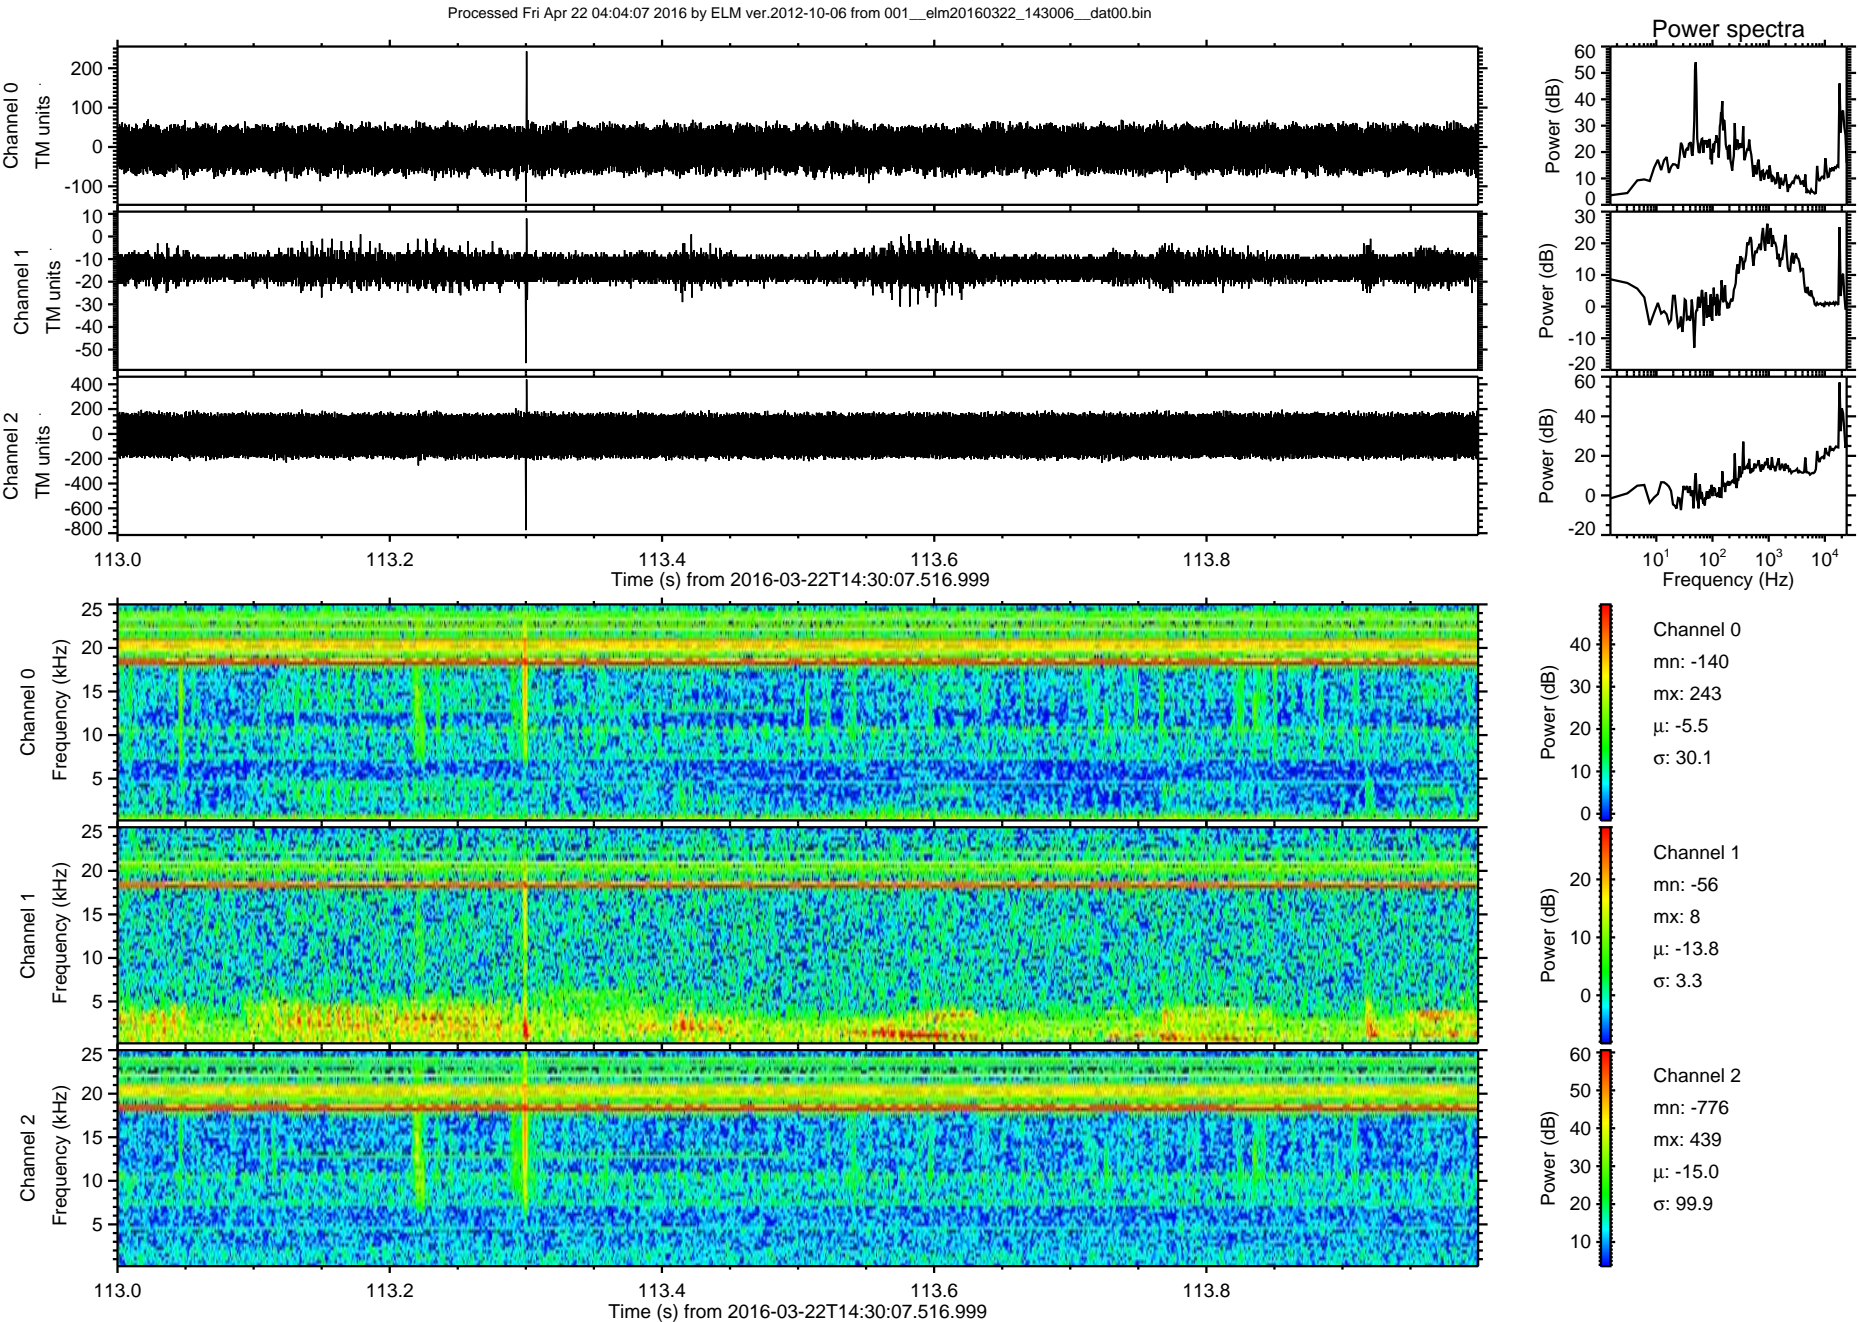 Processed Fri Apr 22 04:04:07 2016 by ELM ver.2012-10-06 from 001__elm20160322_143006__dat00.bin
Power spectra
Channel 0
TM units
200
100
0
-100
Power (dB)
60
50
40
30
20
10
0
Channel 1
TM units
10
0
-10
-20
-30
-40
-50
Power (dB)
30
20
10
0
-10
-20
Channel 2
TM units
400
200
0
-200
-400
-600
-800
Power (dB)
60
40
20
0
-20
113.0 113.2 113.4 113.6 113.8
Time (s) from 2016-03-22T14:30:07.516.999
10¹ 10² 10³ 10⁴
Frequency (Hz)
Channel 0
Frequency (kHz)
25
20
15
10
5
Power (dB)
40
30
20
10
0
Channel 0
mn: -140
mx: 243
µ: -5.5
σ: 30.1
Channel 1
Frequency (kHz)
25
20
15
10
5
Power (dB)
20
10
0
Channel 1
mn: -56
mx: 8
µ: -13.8
σ: 3.3
Channel 2
Frequency (kHz)
25
20
15
10
5
Power (dB)
60
50
40
30
20
10
Channel 2
mn: -776
mx: 439
µ: -15.0
σ: 99.9
113.0 113.2 113.4 113.6 113.8
Time (s) from 2016-03-22T14:30:07.516.999